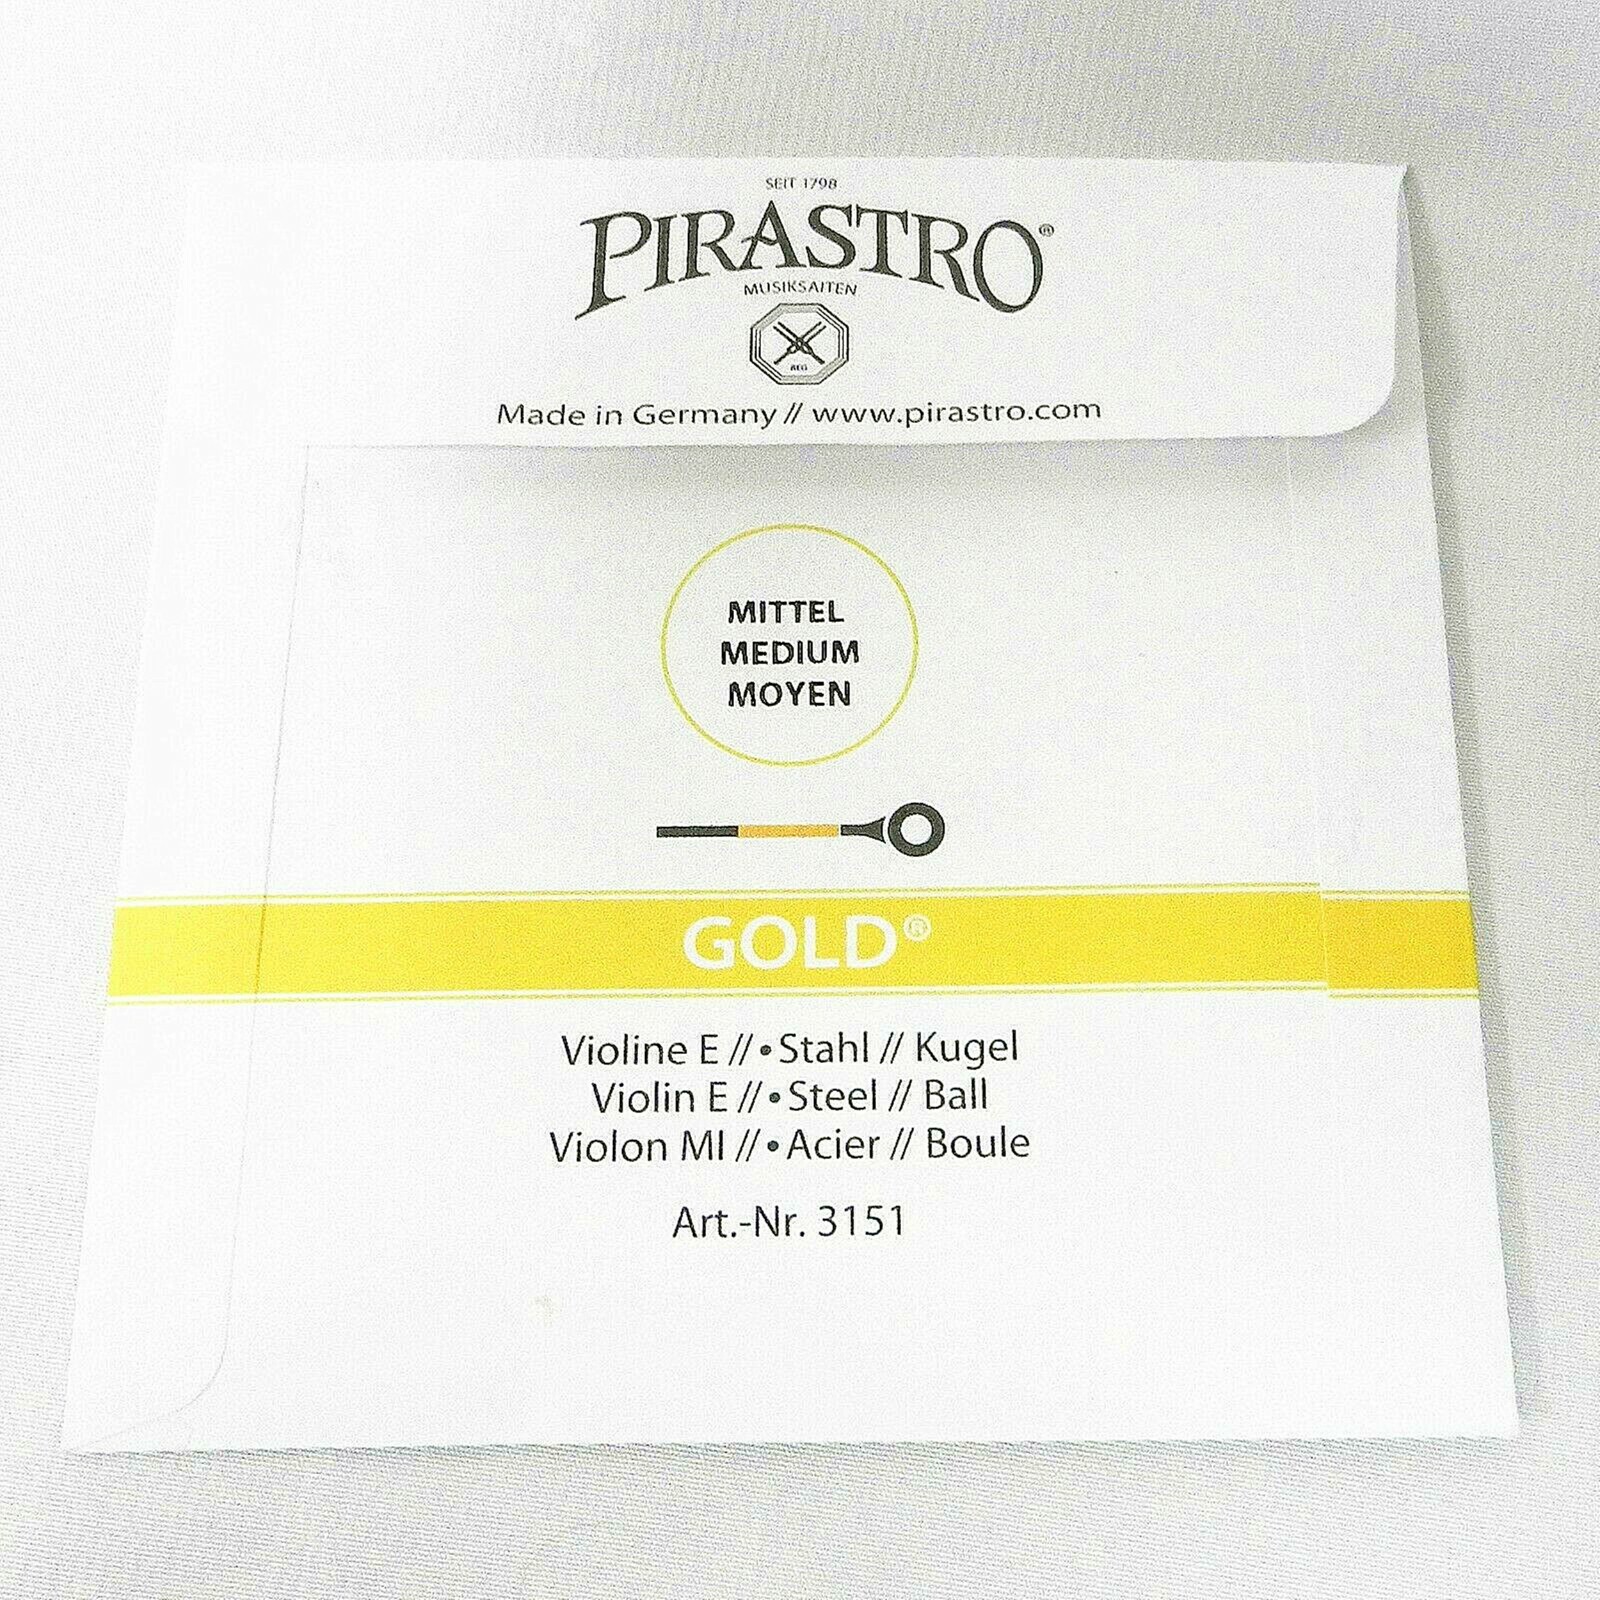 SEIT 1798
PIRASTRO®
MUSIKSAITEN
REG
Made in Germany // www.pirastro.com
MITTEL
MEDIUM
MOYEN
GOLD®
Violine E // • Stahl // Kugel
Violin E // • Steel // Ball
Violon MI // • Acier // Boule
Art.-Nr. 3151